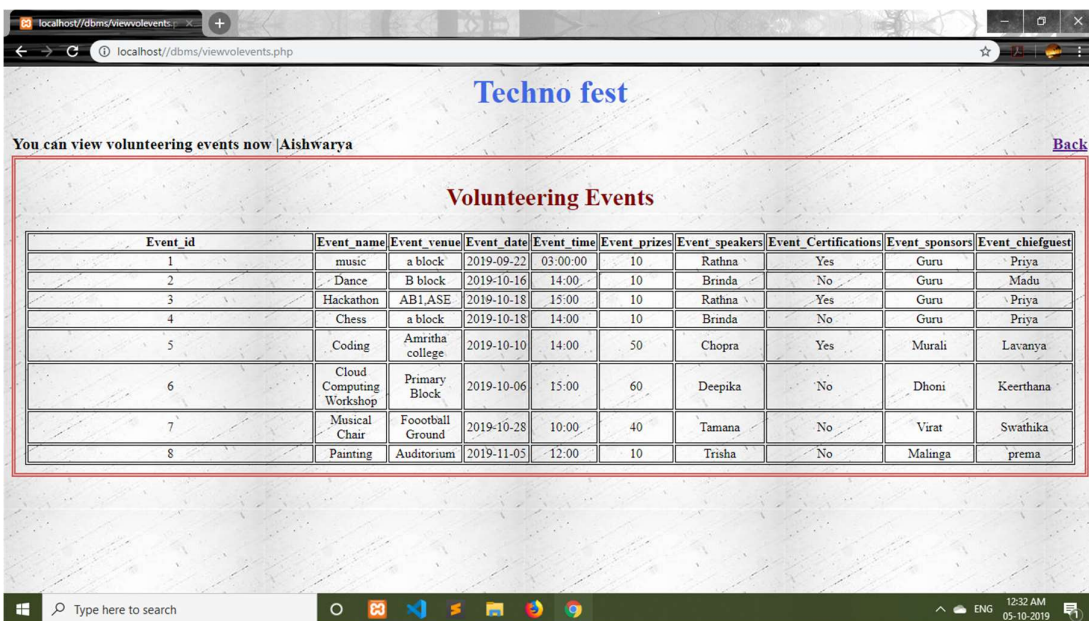 localhost//dbms/viewvolevents.p
localhost//dbms/viewvolevents.php
Techno fest
You can view volunteering events now |Aishwarya
Back
Volunteering Events
Event_id Event_name Event_venue Event_date Event_time Event_prizes Event_speakers Event_Certifications Event_sponsors Event_chiefguest
1 music a block 2019-09-22 03:00:00 10 Rathna Yes Guru Priya
2 Dance B block 2019-10-16 14:00 10 Brinda No Guru Madu
3 Hackathon AB1,ASE 2019-10-18 15:00 10 Rathna Yes Guru Priya
4 Chess a block 2019-10-18 14:00 10 Brinda No Guru Priya
5 Coding Amritha college 2019-10-10 14:00 50 Chopra Yes Murali Lavanya
6 Cloud Computing Workshop Primary Block 2019-10-06 15:00 60 Deepika No Dhoni Keerthana
7 Musical Chair Foootball Ground 2019-10-28 10:00 40 Tamana No Virat Swathika
8 Painting Auditorium 2019-11-05 12:00 10 Trisha No Malinga prema
Type here to search
ENG
12:32 AM
05-10-2019
1